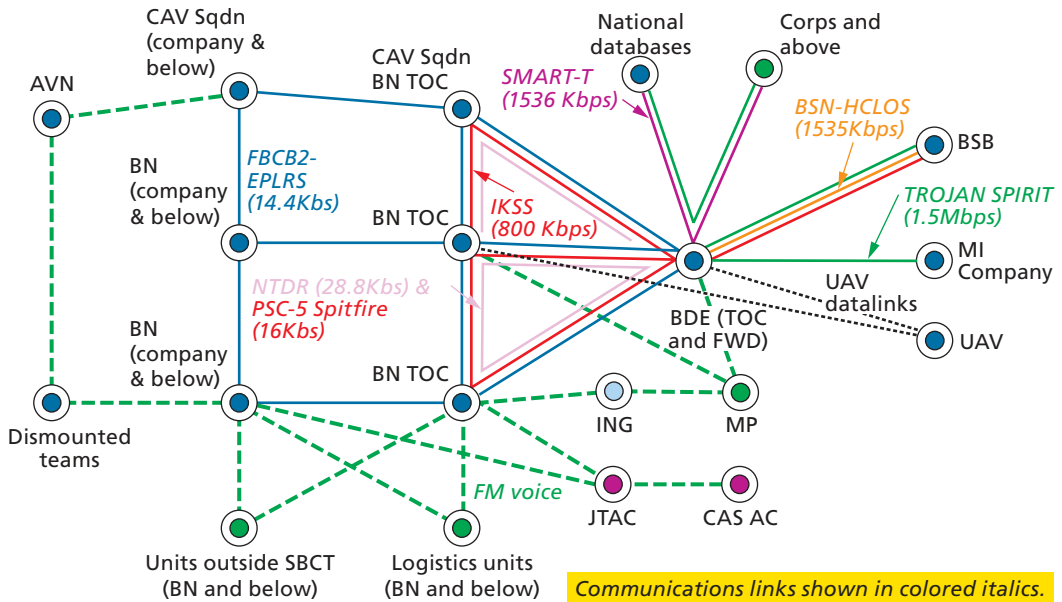 CAV Sqdn
(company &
below)
AVN
CAV Sqdn
BN TOC
National
databases
Corps and
above
SMART-T
(1536 Kbps)
BSN-HCLOS
(1535Kbps)
BSB
BN
(company
& below)
FBCB2-
EPLRS
(14.4Kbs)
BN TOC
IKSS
(800 Kbps)
TROJAN SPIRIT
(1.5Mbps)
MI
Company
NTDR (28.8Kbs) &
PSC-5 Spitfire
(16Kbs)
UAV
datalinks
BDE (TOC
and FWD)
UAV
BN
(company
& below)
BN TOC
Dismounted
teams
ING
MP
FM voice
JTAC
CAS AC
Units outside SBCT
(BN and below)
Logistics units
(BN and below)
Communications links shown in colored italics.